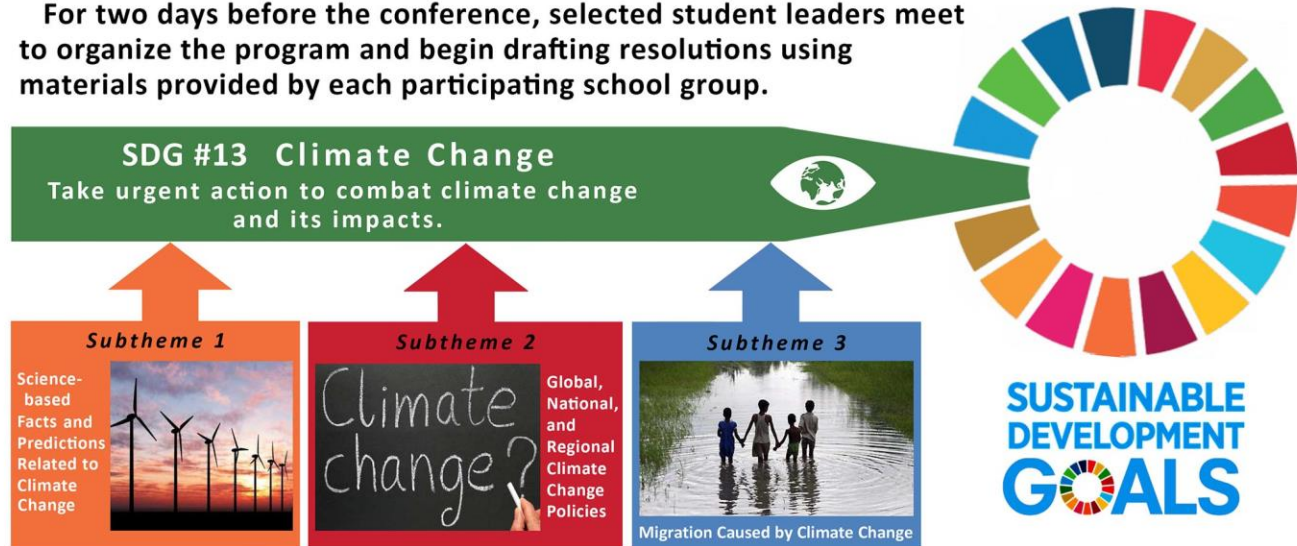 For two days before the conference, selected student leaders meet
to organize the program and begin drafting resolutions using
materials provided by each participating school group.
SDG #13 Climate Change
Take urgent action to combat climate change
and its impacts.
Subtheme 1
Science-
based
Facts and
Predictions
Related to
Climate
Change
Subtheme 2
Climate
change?
Global,
National,
and
Regional
Climate
Change
Policies
Subtheme 3
Migration Caused by Climate Change
SUSTAINABLE
DEVELOPMENT
GOALS